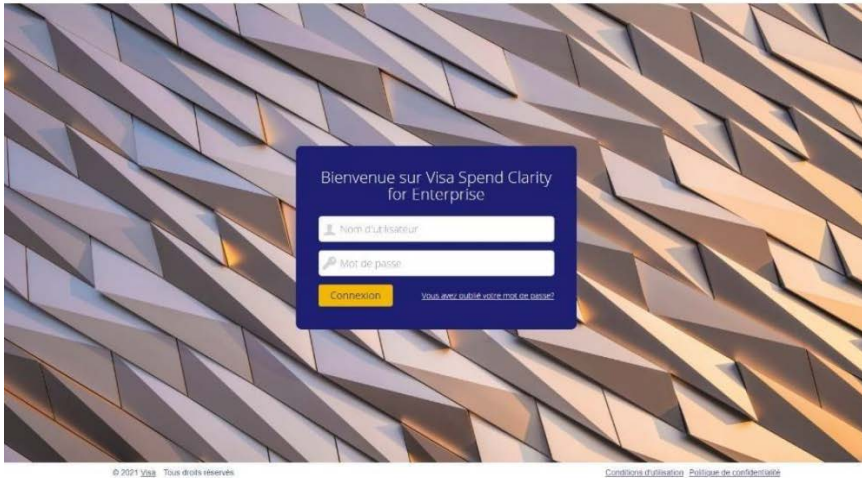 Bienvenue sur Visa Spend Clarity
for Enterprise
Nom d'utilisateur
Mot de passe
Connexion
Vous avez oublié votre mot de passe?
© 2021 Visa Tous droits réservés
Conditions d'utilisation Politique de confidentialité